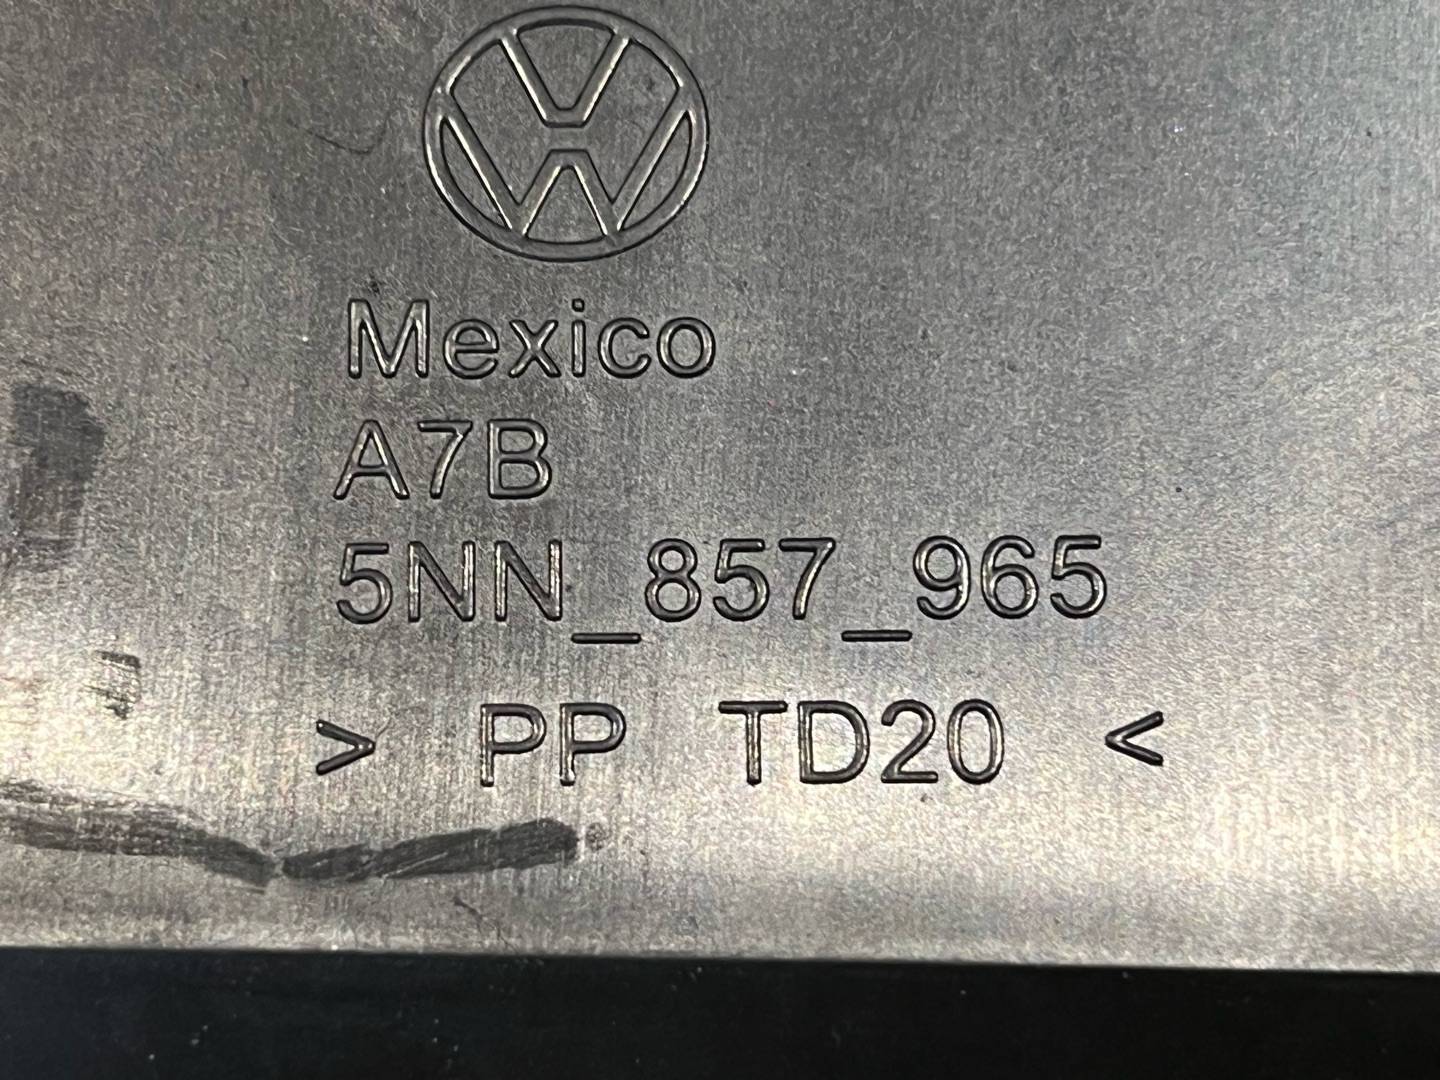 Mexico
A7B
5NN_857_965
> PP TD20 <